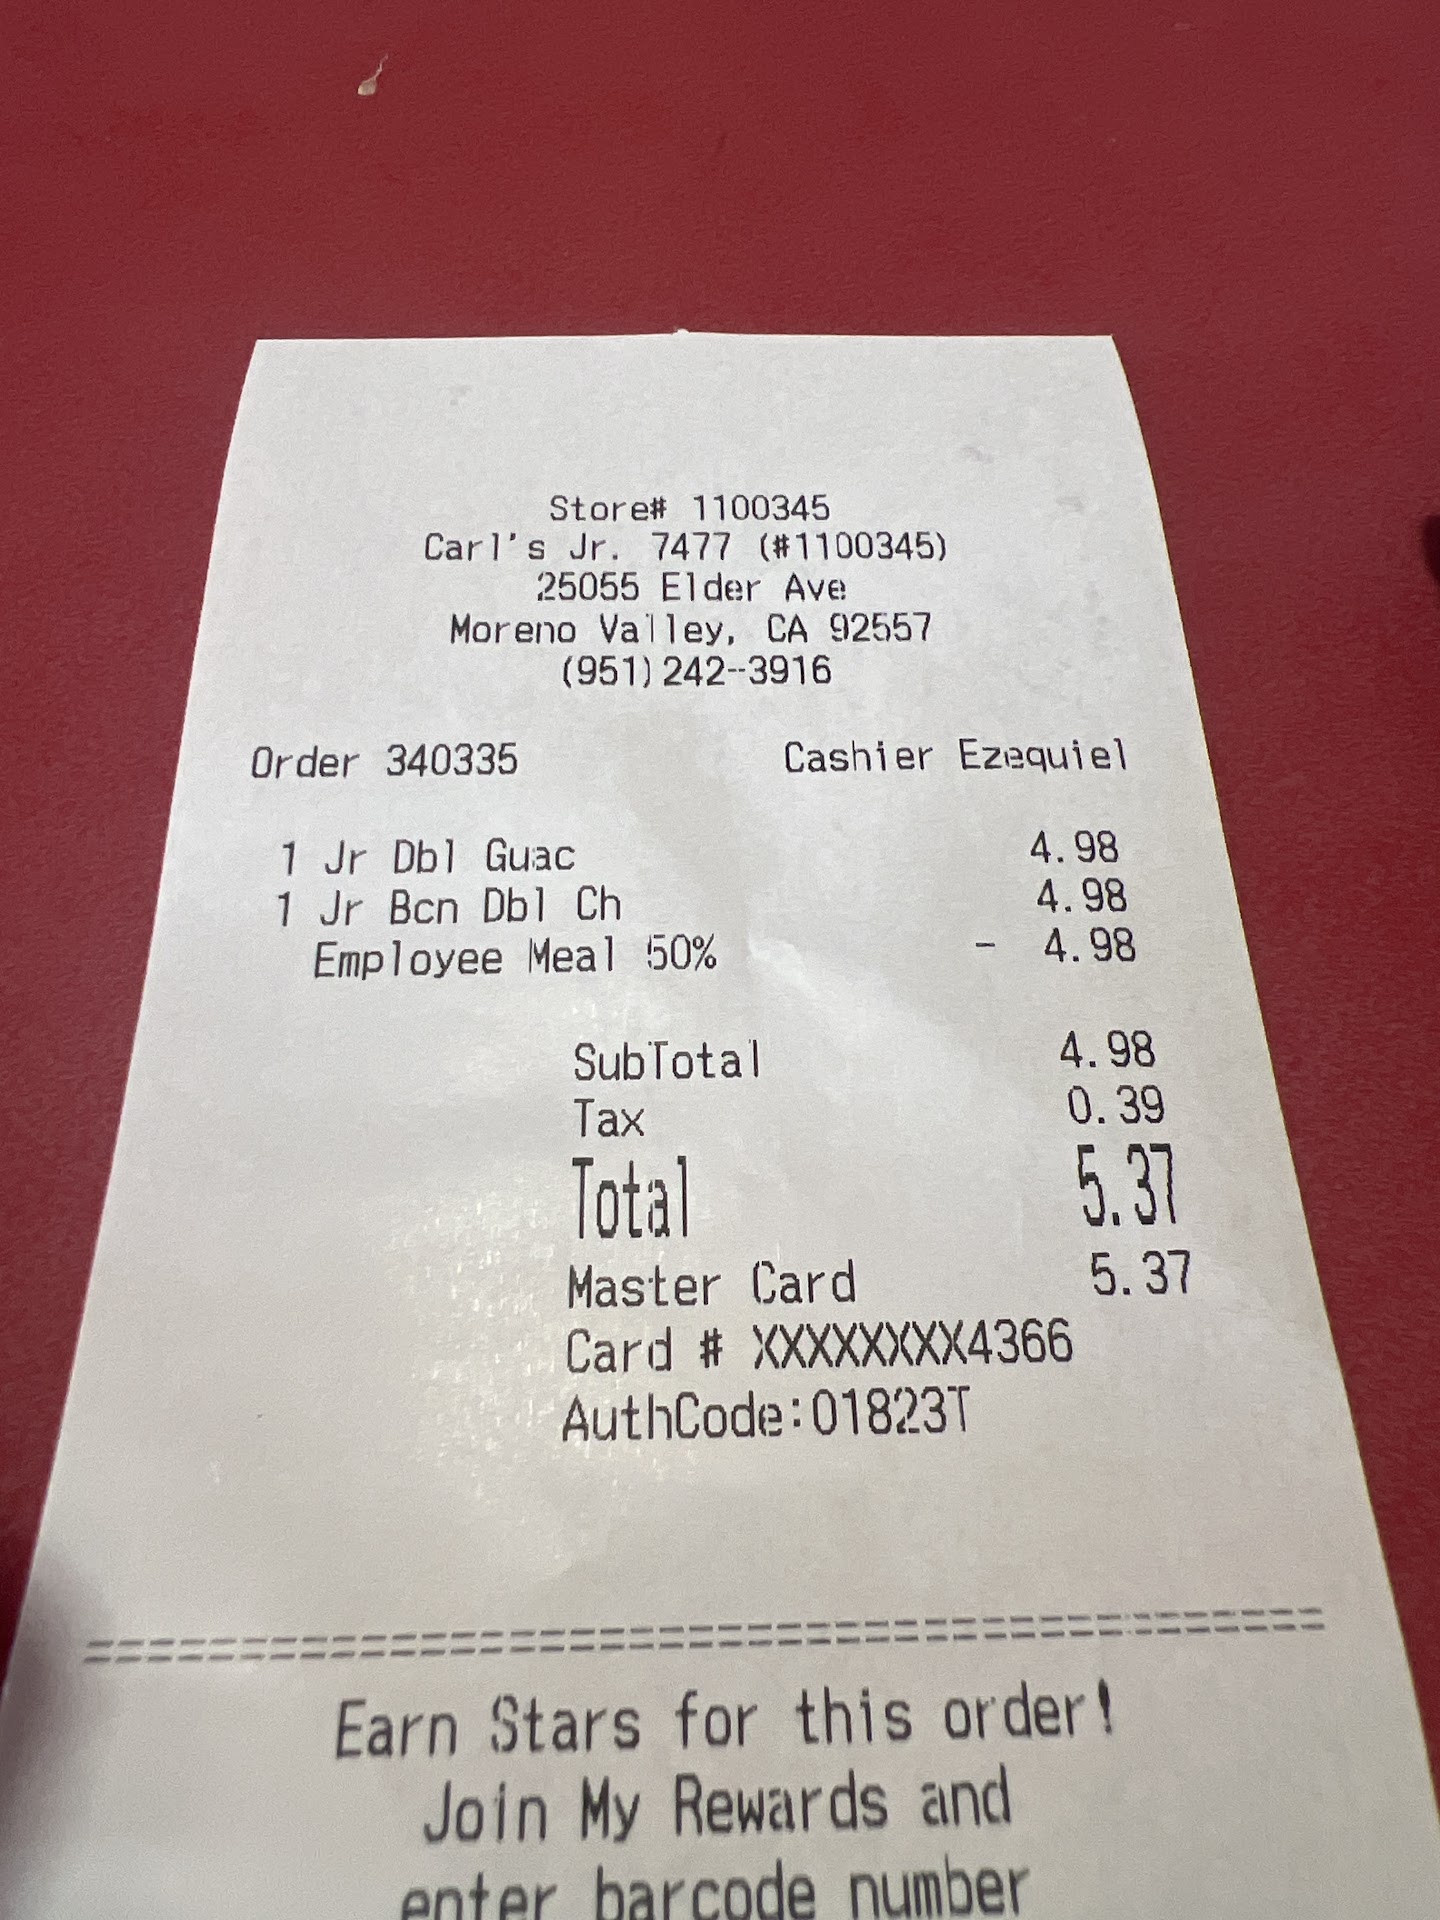 Store# 1100345
Carl's Jr. 7477 (#1100345)
25055 Elder Ave
Moreno Valley, CA 92557
(951)242-3916
Order 340335 Cashier Ezequiel
1 Jr Dbl Guac 4.98
1 Jr Bcn Dbl Ch 4.98
Employee Meal 50% - 4.98
SubTotal 4.98
Tax 0.39
Total 5.37
Master Card 5.37
Card # XXXXXXXX4366
AuthCode:01823T
========================================
Earn Stars for this order!
Join My Rewards and
enter barcode number